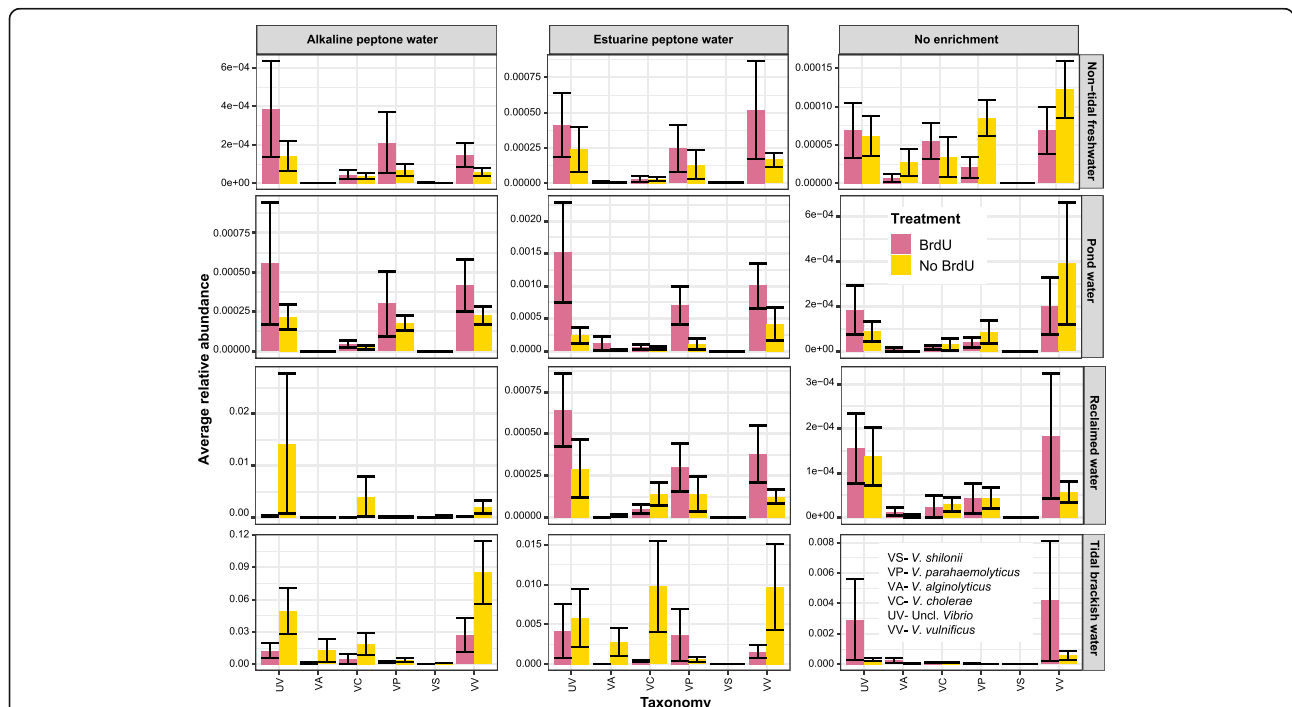 Alkaline peptone water
Estuarine peptone water
No enrichment
6e−04
4e−04
2e−04
0e+00
0.00075
0.00050
0.00025
0.00000
0.00015
0.00010
0.00005
0.00000
Non−tidal freshwater
0.00075
0.00050
0.00025
0.00000
0.0020
0.0015
0.0010
0.0005
0.0000
6e−04
4e−04
2e−04
0e+00
Treatment
BrdU
No BrdU
Pond water
Average relative abundance
0.02
0.01
0.00
0.00075
0.00050
0.00025
0.00000
3e−04
2e−04
1e−04
0e+00
Reclaimed water
0.12
0.09
0.06
0.03
0.00
0.015
0.010
0.005
0.000
0.008
0.006
0.004
0.002
0.000
VS- V. shilonii
VP- V. parahaemolyticus
VA- V. alginolyticus
VC- V. cholerae
UV- Uncl. Vibrio
VV- V. vulnificus
Tidal brackish water
UV
VA
VC
VP
VS
VV
UV
VA
VC
VP
VS
VV
UV
VA
VC
VP
VS
VV
Taxonomy